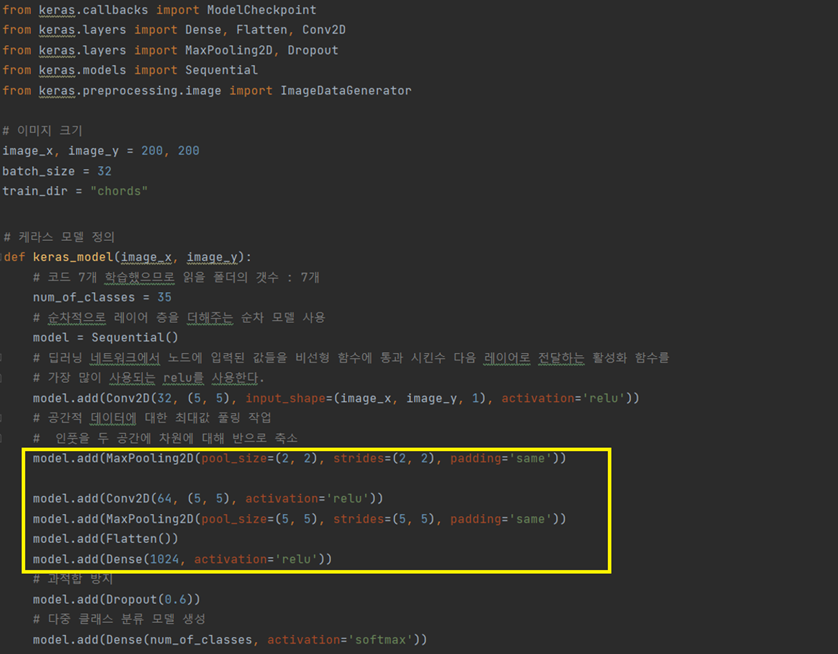 from keras.callbacks import ModelCheckpoint
from keras.layers import Dense, Flatten, Conv2D
from keras.layers import MaxPooling2D, Dropout
from keras.models import Sequential
from keras.preprocessing.image import ImageDataGenerator
# 이미지 크기
image_x, image_y = 200, 200
batch_size = 32
train_dir = "chords"
# 케라스 모델 정의
def keras_model(image_x, image_y):
# 코드 7개 학습했으므로 읽을 폴더의 갯수 : 7개
num_of_classes = 35
# 순차적으로 레이어 층을 더해주는 순차 모델 사용
model = Sequential()
# 딥러닝 네트워크에서 노드에 입력된 값들을 비선형 함수에 통과 시킨수 다음 레이어로 전달하는 활성화 함수를
# 가장 많이 사용되는 relu를 사용한다.
model.add(Conv2D(32, (5, 5), input_shape=(image_x, image_y, 1), activation='relu'))
# 공간적 데이터에 대한 최대값 풀링 작업
#  인풋을 두 공간에 차원에 대해 반으로 축소
model.add(MaxPooling2D(pool_size=(2, 2), strides=(2, 2), padding='same'))
model.add(Conv2D(64, (5, 5), activation='relu'))
model.add(MaxPooling2D(pool_size=(5, 5), strides=(5, 5), padding='same'))
model.add(Flatten())
model.add(Dense(1024, activation='relu'))
# 과적합 방지
model.add(Dropout(0.6))
# 다중 클래스 분류 모델 생성
model.add(Dense(num_of_classes, activation='softmax'))